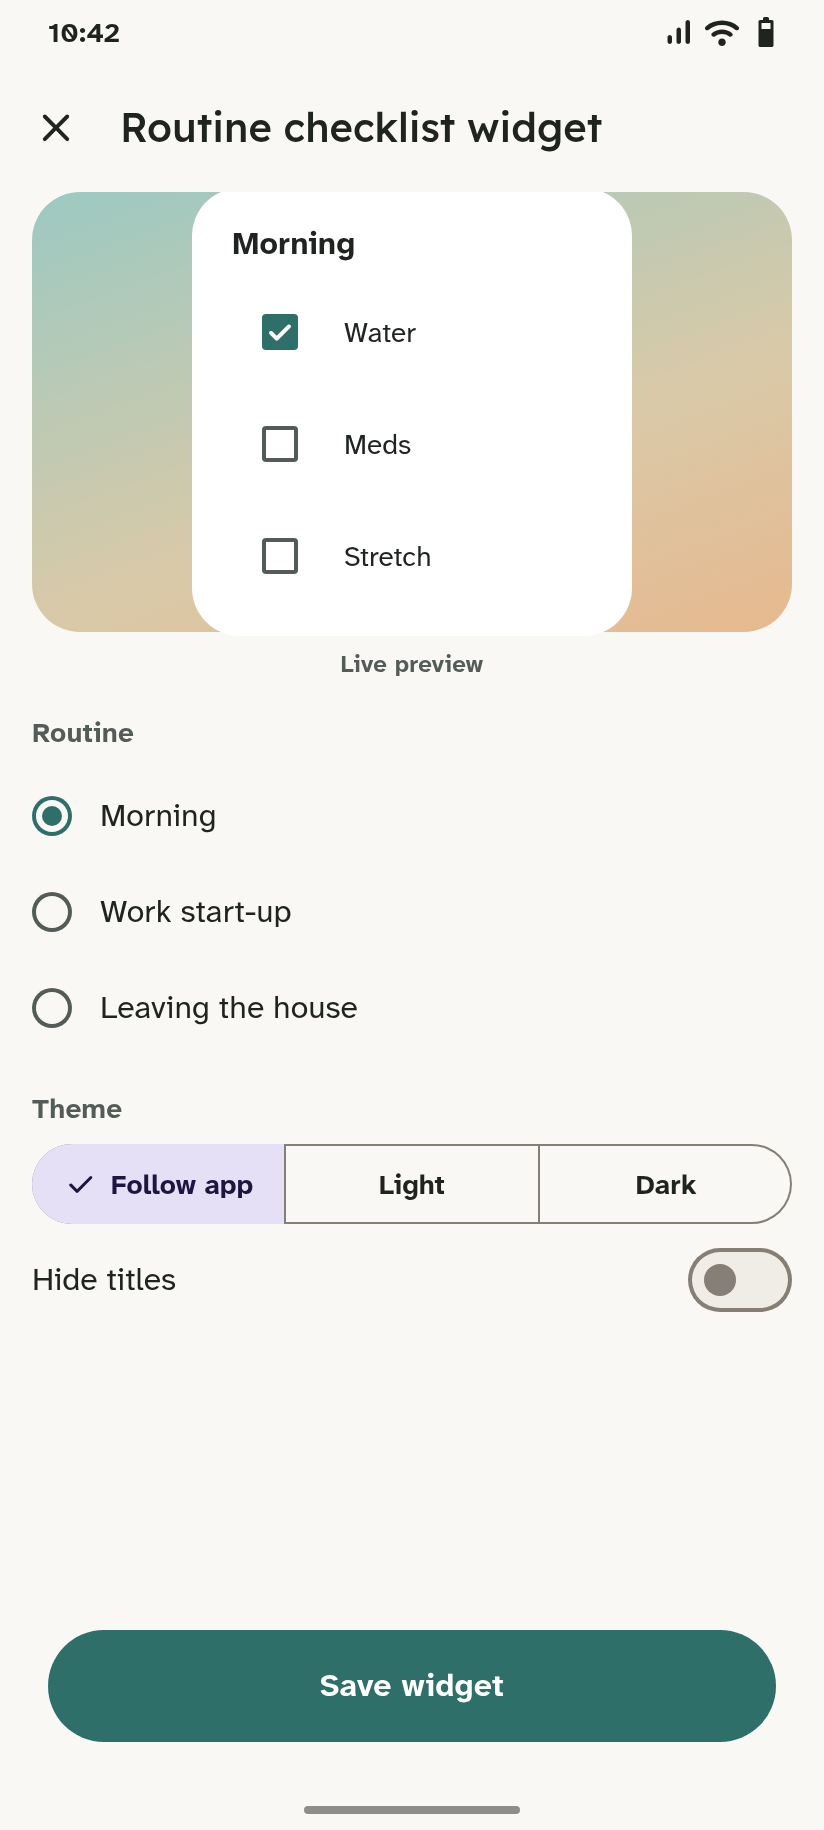 10:42
Routine checklist widget
Morning
Water
Meds
Stretch
Live preview
Routine
Morning
Work start-up
Leaving the house
Theme
Follow app
Light
Dark
Hide titles
Save widget